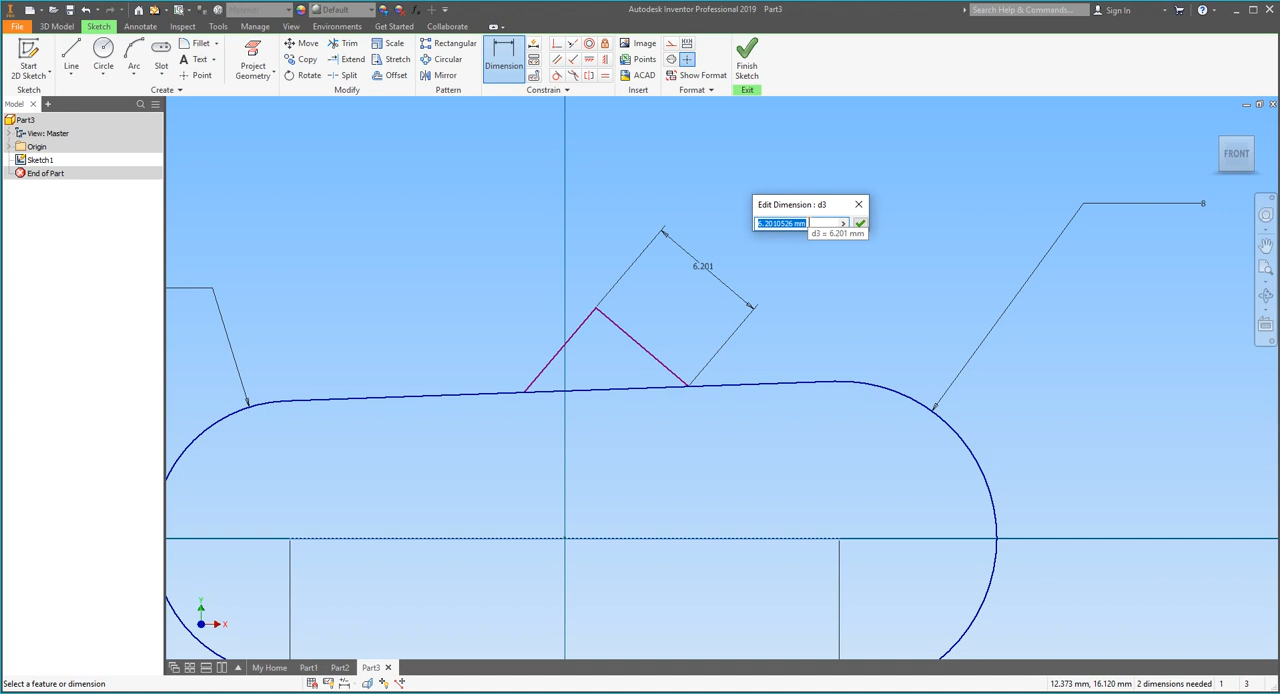 Material
Default
Autodesk Inventor Professional 2019 Part3
Search Help & Commands...
Sign In
File 3D Model Sketch Annotate Inspect Tools Manage View Environments Get Started Collaborate
Start
2D Sketch
Line
Circle
Arc
Slot
Fillet
Text
Point
Project
Geometry
Move
Copy
Rotate
Trim
Extend
Split
Scale
Stretch
Offset
Rectangular
Circular
Mirror
Dimension
Image
Points
ACAD
Show Format
Finish
Sketch
Sketch Create Modify Pattern Constrain Insert Format Exit
Model
Part3
View: Master
Origin
Sketch1
End of Part
FRONT
Edit Dimension : d3
6.2010526 mm
d3 = 6.201 mm
8
6.201
Y
X
My Home Part1 Part2 Part3
Select a feature or dimension
12.373 mm, 16.120 mm 2 dimensions needed 1 3